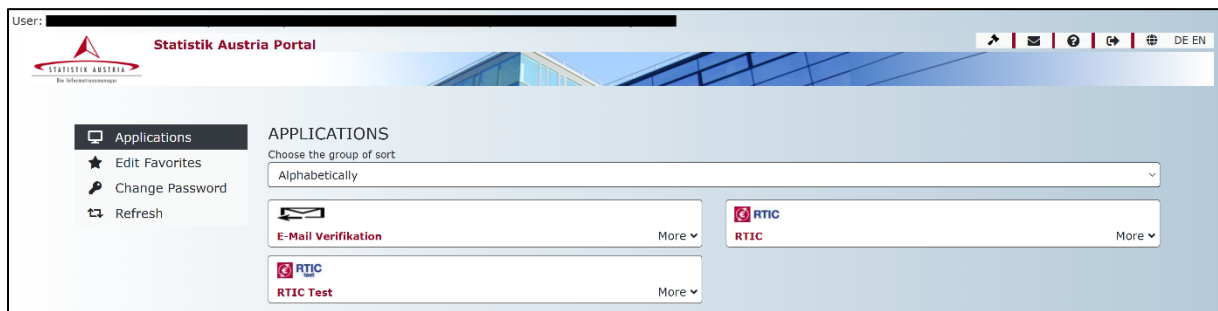 User:
Statistik Austria Portal
DE EN
STATISTIK AUSTRIA
Die Informationsmanager
Applications
Edit Favorites
Change Password
Refresh
APPLICATIONS
Choose the group of sort
Alphabetically
E-Mail Verifikation More
RTIC
RTIC More
RTIC
test
RTIC Test More